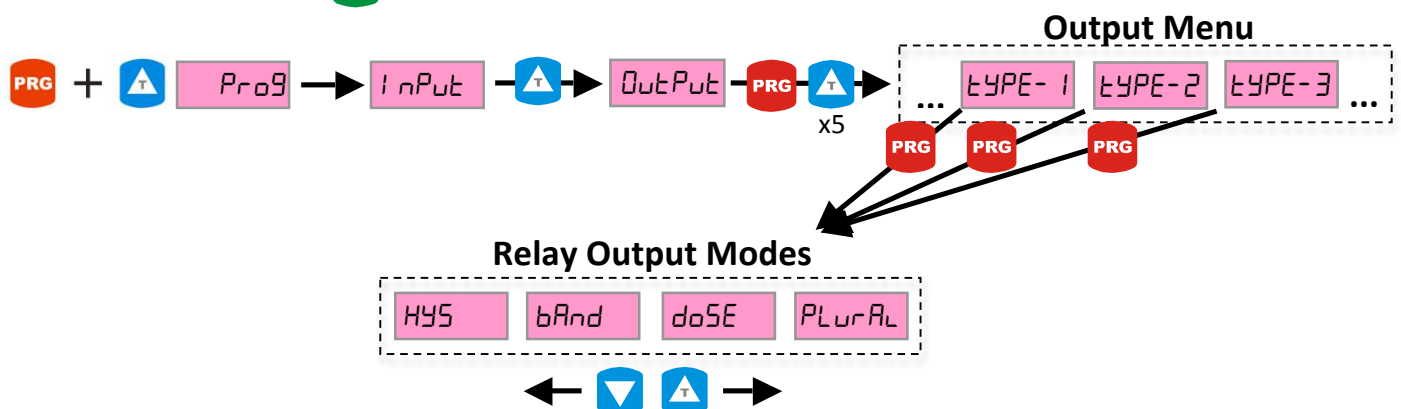 Output Menu
PRG + T Prog InPut T OutPut PRG T ... tYPE-1 tYPE-2 tYPE-3 ...
x5
PRG PRG PRG
Relay Output Modes
HYS bAnd doSE PLurAL
T